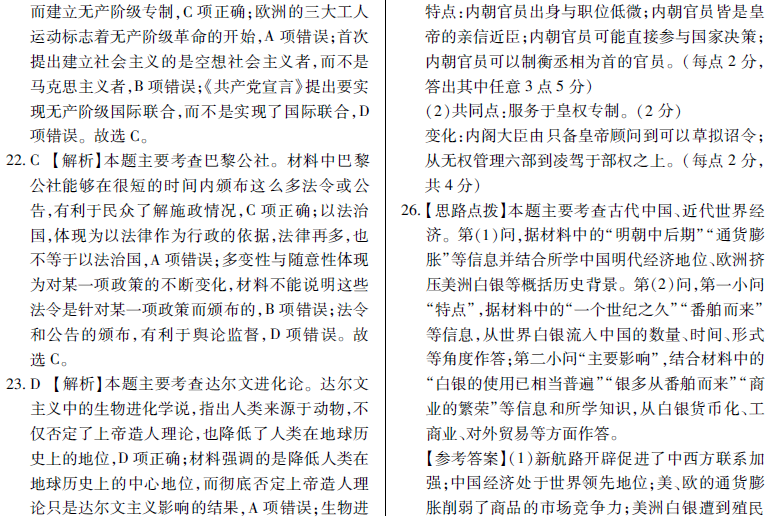 而建立无产阶级专制,C 项正确;欧洲的三大工人
运动标志着无产阶级革命的开始,A 项错误;首次
提出建立社会主义的是空想社会主义者,而不是
马克思主义者,B 项错误;《共产党宣言》提出要实
现无产阶级国际联合,而不是实现了国际联合,D
项错误。故选 C。
22. C 【解析】本题主要考查巴黎公社。材料中巴黎
公社能够在很短的时间内颁布这么多法令或公
告,有利于民众了解施政情况,C 项正确;以法治
国,体现为以法律作为行政的依据,法律再多,也
不等于以法治国,A 项错误;多变性与随意性体现
为对某一项政策的不断变化,材料不能说明这些
法令是针对某一项政策而颁布的,B 项错误;法令
和公告的颁布,有利于舆论监督,D 项错误。故
选 C。
23. D 【解析】本题主要考查达尔文进化论。达尔文
主义中的生物进化学说,指出人类来源于动物,不
仅否定了上帝造人理论,也降低了人类在地球历
史上的地位,D 项正确;材料强调的是降低人类在
地球历史上的中心地位,而彻底否定上帝造人理
论只是达尔文主义影响的结果,A 项错误;生物进
特点:内朝官员出身与职位低微;内朝官员皆是皇
帝的亲信近臣;内朝官员可能直接参与国家决策;
内朝官员可以制衡丞相为首的官员。(每点 2 分,
答出其中任意 3 点 5 分)
(2)共同点:服务于皇权专制。(2 分)
变化:内阁大臣由只备皇帝顾问到可以草拟诏令;
从无权管理六部到凌驾于部权之上。(每点 2 分,
共 4 分)
26.【思路点拨】本题主要考查古代中国、近代世界经
济。第(1)问,据材料中的“明朝中后期”“通货膨
胀”等信息并结合所学中国明代经济地位、欧洲挤
压美洲白银等概括历史背景。第(2)问,第一小问
“特点”,据材料中的“一个世纪之久”“番舶而来”
等信息,从世界白银流入中国的数量、时间、形式
等角度作答;第二小问“主要影响”,结合材料中的
“白银的使用已相当普遍”“银多从番舶而来”“商
业的繁荣”等信息和所学知识,从白银货币化、工
商业、对外贸易等方面作答。
【参考答案】(1)新航路开辟促进了中西方联系加
强;中国经济处于世界领先地位;美、欧的通货膨
胀削弱了商品的市场竞争力;美洲白银遭到殖民